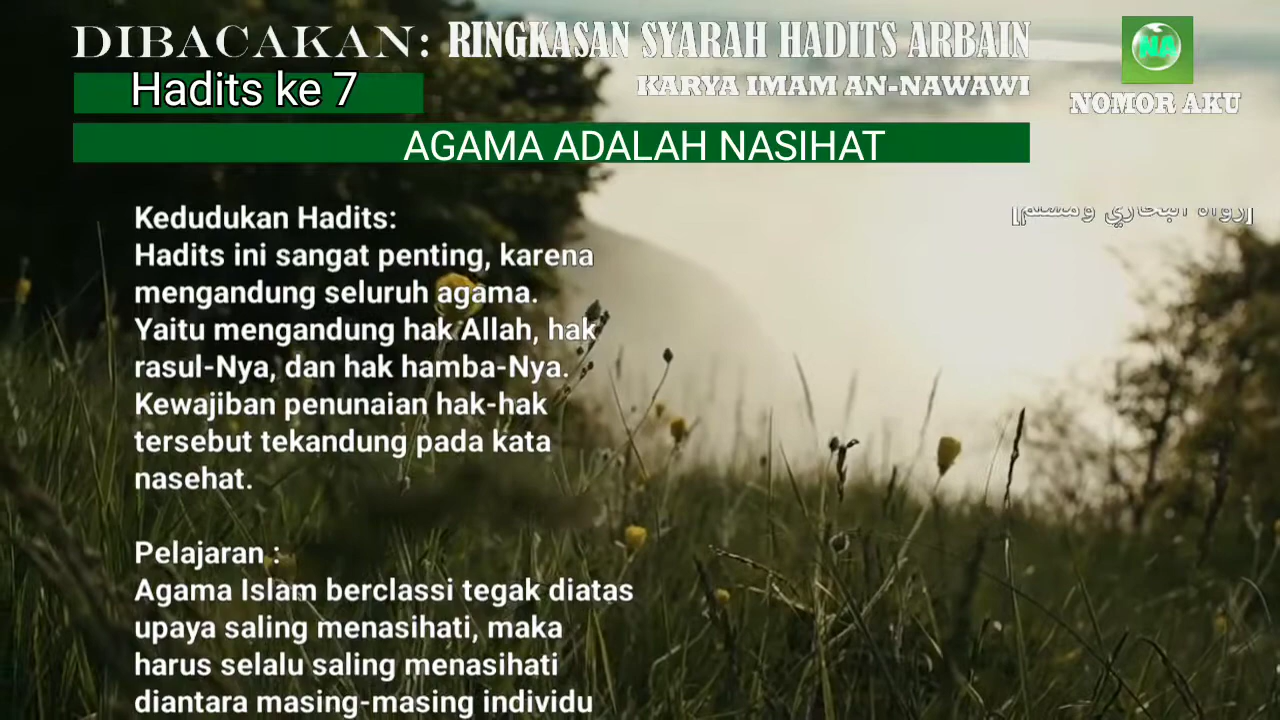 DIBACAKAN: RINGKASAN SYARAH HADITS ARBAIN
KARYA IMAM AN-NAWAWI
Hadits ke 7
NA
NOMOR AKU
AGAMA ADALAH NASIHAT
[رواه البخاري ومسلم]
Kedudukan Hadits:
Hadits ini sangat penting, karena
mengandung seluruh agama.
Yaitu mengandung hak Allah, hak
rasul-Nya, dan hak hamba-Nya.
Kewajiban penunaian hak-hak
tersebut tekandung pada kata
nasehat.
Pelajaran :
Agama Islam berclassi tegak diatas
upaya saling menasihati, maka
harus selalu saling menasihati
diantara masing-masing individu